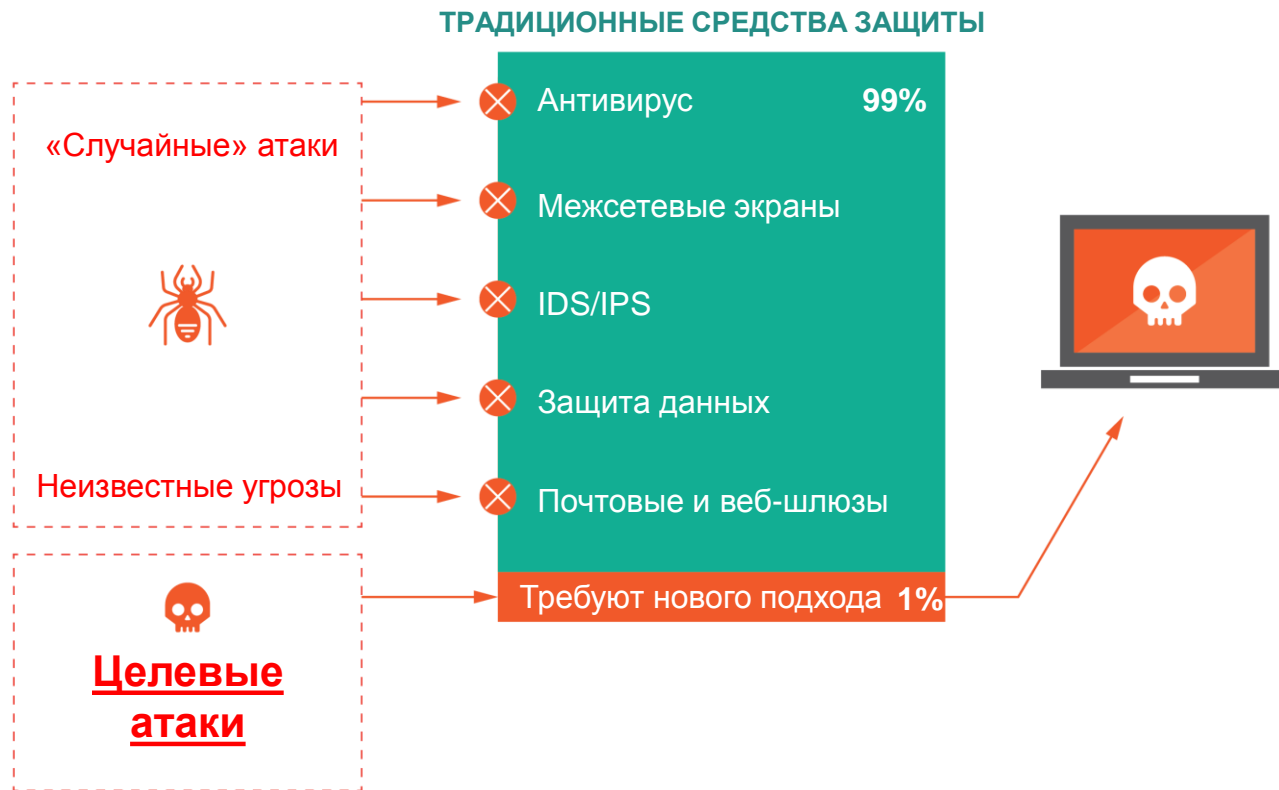 ТРАДИЦИОННЫЕ СРЕДСТВА ЗАЩИТЫ
«Случайные» атаки
Неизвестные угрозы
Антивирус 99%
Межсетевые экраны
IDS/IPS
Защита данных
Почтовые и веб-шлюзы
Целевые
атаки
Требуют нового подхода 1%